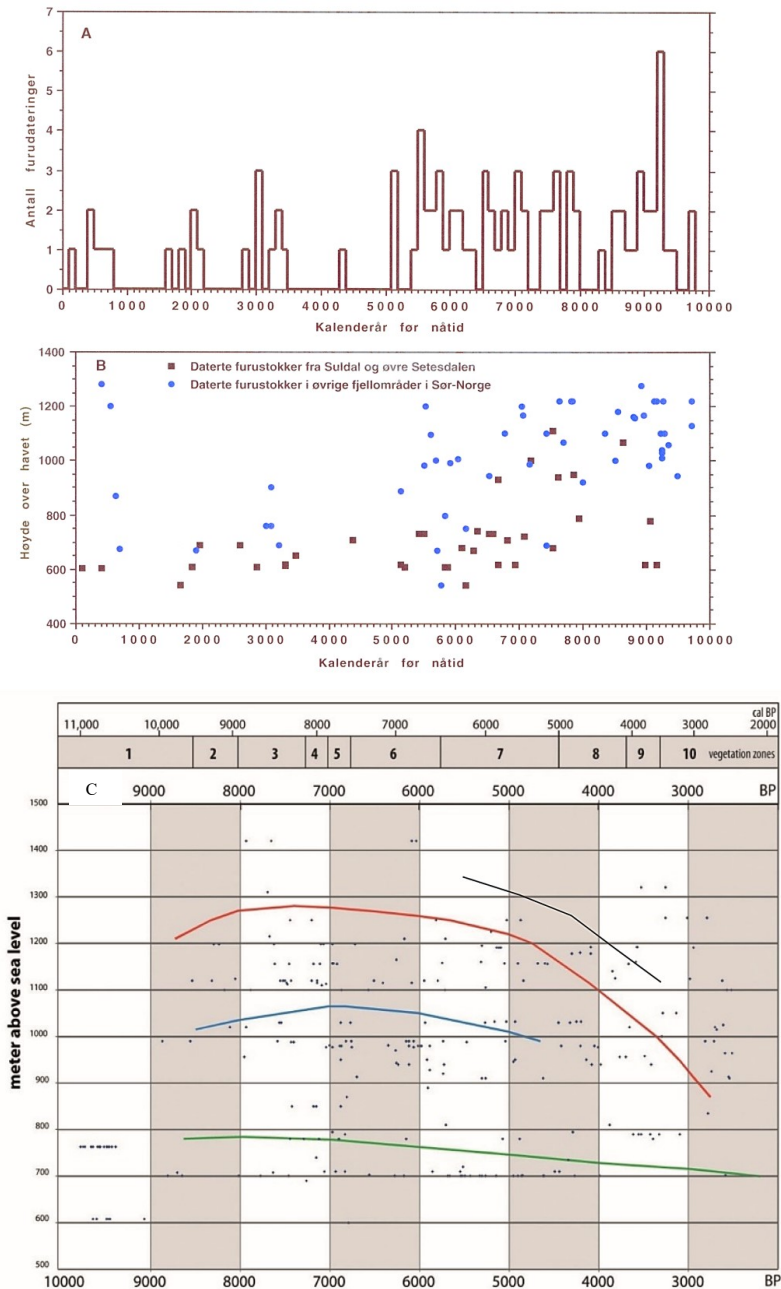 A
Antall furudateringer
7
6
5
4
3
2
1
0
0 1000 2000 3000 4000 5000 6000 7000 8000 9000 10000
Kalenderår før nåtid
B
Daterte furustokker fra Suldal og øvre Setesdalen
Daterte furustokker i øvrige fjellområder i Sør-Norge
Høyde over havet (m)
1400
1200
1000
800
600
400
0 1000 2000 3000 4000 5000 6000 7000 8000 9000 10000
Kalenderår før nåtid
cal BP
11,000 10,000 9000 8000 7000 6000 5000 4000 3000 2000
1 2 3 4 5 6 7 8 9 10 vegetation zones
C 9000 8000 7000 6000 5000 4000 3000 BP
meter above sea level
1500
1400
1300
1200
1100
1000
900
800
700
600
500
10000 9000 8000 7000 6000 5000 4000 3000 BP